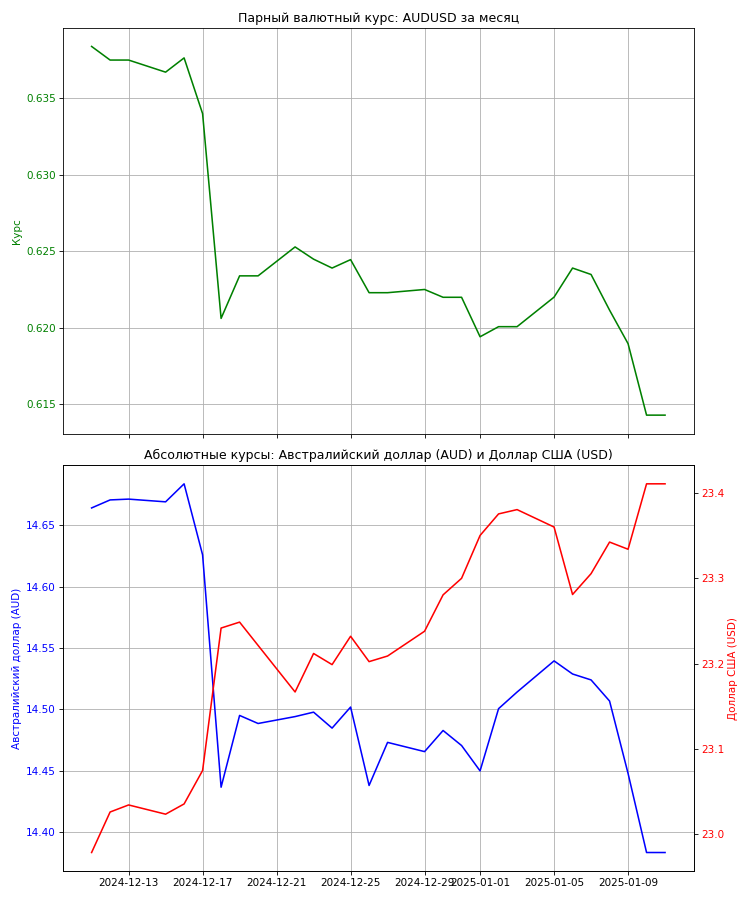 Парный валютный курс: AUDUSD за месяц
0.635
0.630
0.625
0.620
0.615
Курс
Абсолютные курсы: Австралийский доллар (AUD) и Доллар США (USD)
14.65
14.60
14.55
14.50
14.45
14.40
Австралийский доллар (AUD)
23.4
23.3
23.2
23.1
23.0
Доллар США (USD)
2024-12-13 2024-12-17 2024-12-21 2024-12-25 2024-12-29 2025-01-01 2025-01-05 2025-01-09